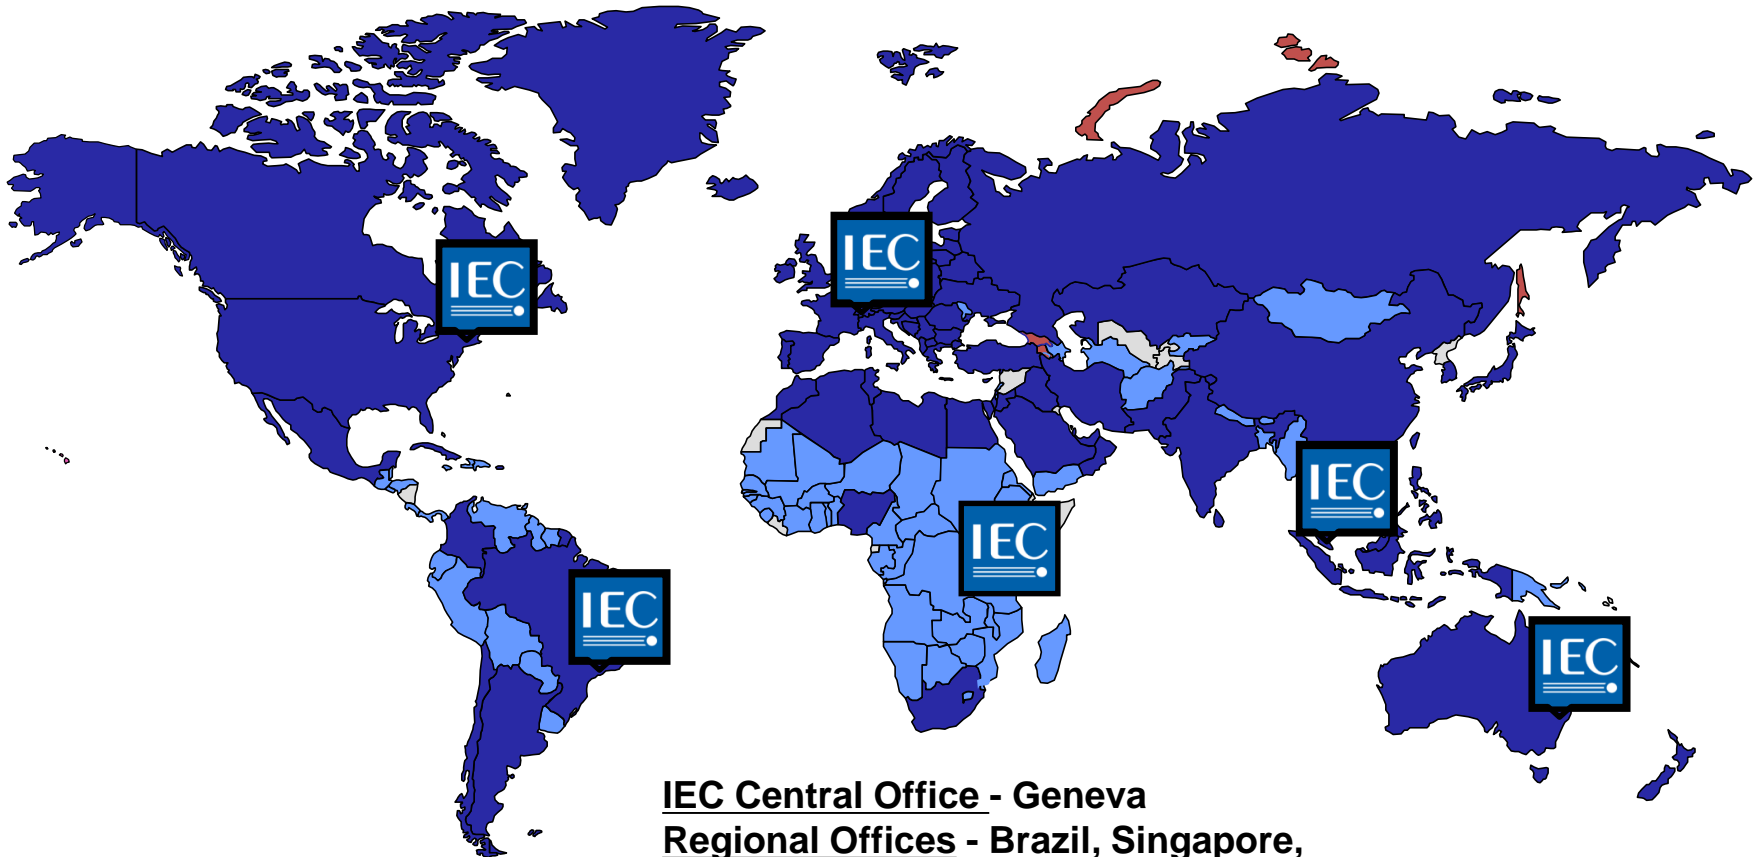 IEC
IEC
IEC
IEC
IEC
IEC
IEC Central Office - Geneva
Regional Offices - Brazil, Singapore,